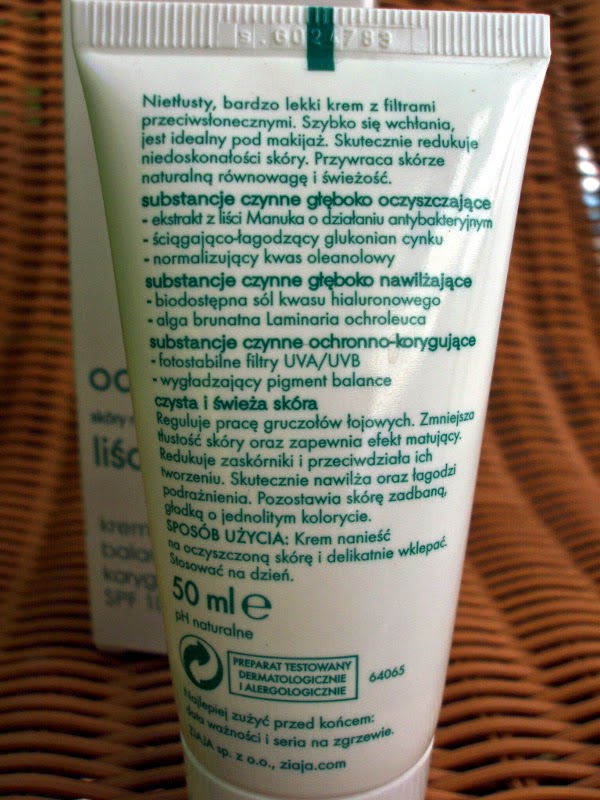 s.G024783
Nietłusty, bardzo lekki krem z filtrami
przeciwsłonecznymi. Szybko się wchłania,
jest idealny pod makijaż. Skutecznie redukuje
niedoskonałości skóry. Przywraca skórze
naturalną równowagę i świeżość.
substancje czynne głęboko oczyszczające
- ekstrakt z liści Manuka o działaniu antybakteryjnym
- ściągająco-łagodzący glukonian cynku
- normalizujący kwas oleanolowy
substancje czynne głęboko nawilżające
- biodostępna sól kwasu hialuronowego
- alga brunatna Laminaria ochroleuca
substancje czynne ochronno-korygujące
- fotostabilne filtry UVA/UVB
- wygładzający pigment balance
czysta i świeża skóra
Reguluje pracę gruczołów łojowych. Zmniejsza
tłustość skóry oraz zapewnia efekt matujący.
Redukuje zaskórniki i przeciwdziała ich
tworzeniu. Skutecznie nawilża oraz łagodzi
podrażnienia. Pozostawia skórę zadbaną,
gładką o jednolitym kolorycie.
SPOSÓB UŻYCIA: Krem nanieść
na oczyszczoną skórę i delikatnie wklepać.
Stosować na dzień.
50 ml e
pH naturalne
PREPARAT TESTOWANY
DERMATOLOGICZNIE
I ALERGOLOGICZNIE
64065
Najlepiej zużyć przed końcem:
data ważności i seria na zgrzewie.
ZIAJA sp. z o.o., ziaja.com
oc
skóry
liśc
krem
bala
koryg
SPF 1